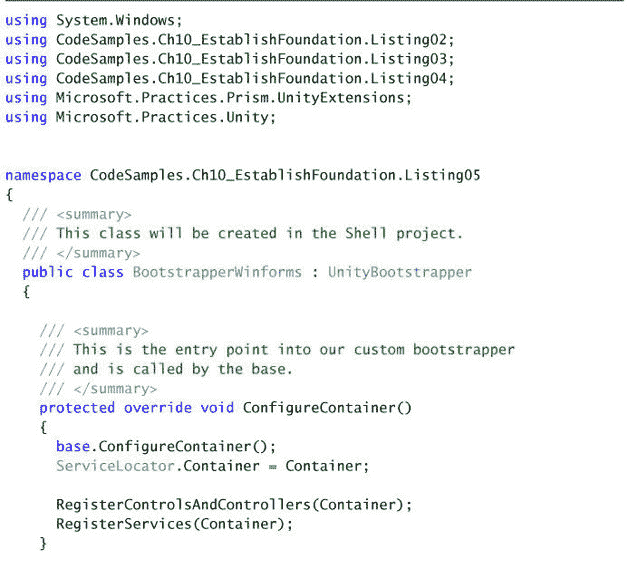 using System.Windows;
using CodeSamples.Ch10_EstablishFoundation.Listing02;
using CodeSamples.Ch10_EstablishFoundation.Listing03;
using CodeSamples.Ch10_EstablishFoundation.Listing04;
using Microsoft.Practices.Prism.UnityExtensions;
using Microsoft.Practices.Unity;

namespace CodeSamples.Ch10_EstablishFoundation.Listing05
{
  /// <summary>
  /// This class will be created in the Shell project.
  /// </summary>
  public class BootstrapperWinforms : UnityBootstrapper
  {

    /// <summary>
    /// This is the entry point into our custom bootstrapper
    /// and is called by the base.
    /// </summary>
    protected override void ConfigureContainer()
    {
      base.ConfigureContainer();
      ServiceLocator.Container = Container;

      RegisterControlsAndControllers(Container);
      RegisterServices(Container);
    }